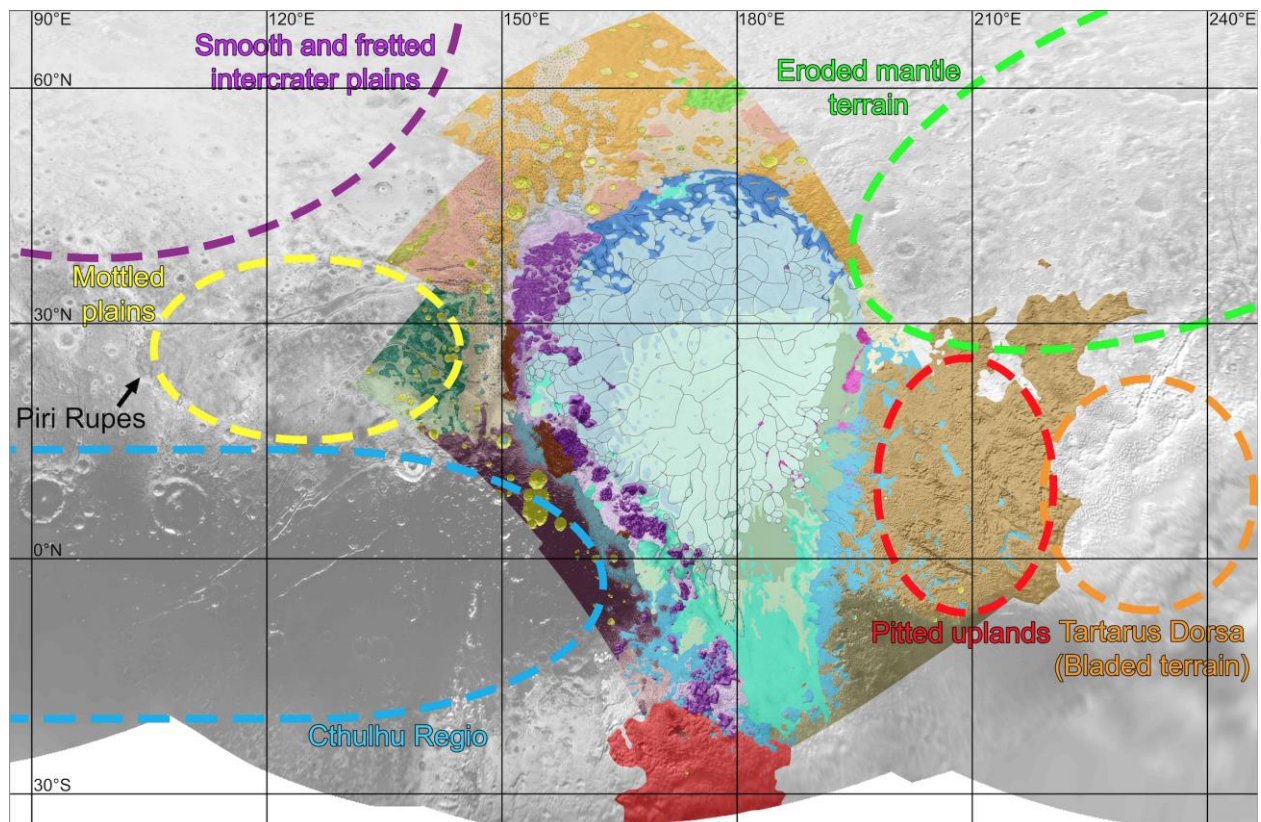 90°E
120°E
150°E
180°E
210°E
240°E
Smooth and fretted
intercrater plains
Eroded mantle
terrain
60°N
Mottled
plains
30°N
Piri Rupes
0°N
Pitted uplands
Tartarus Dorsa
(Bladed terrain)
Cthulhu Regio
30°S